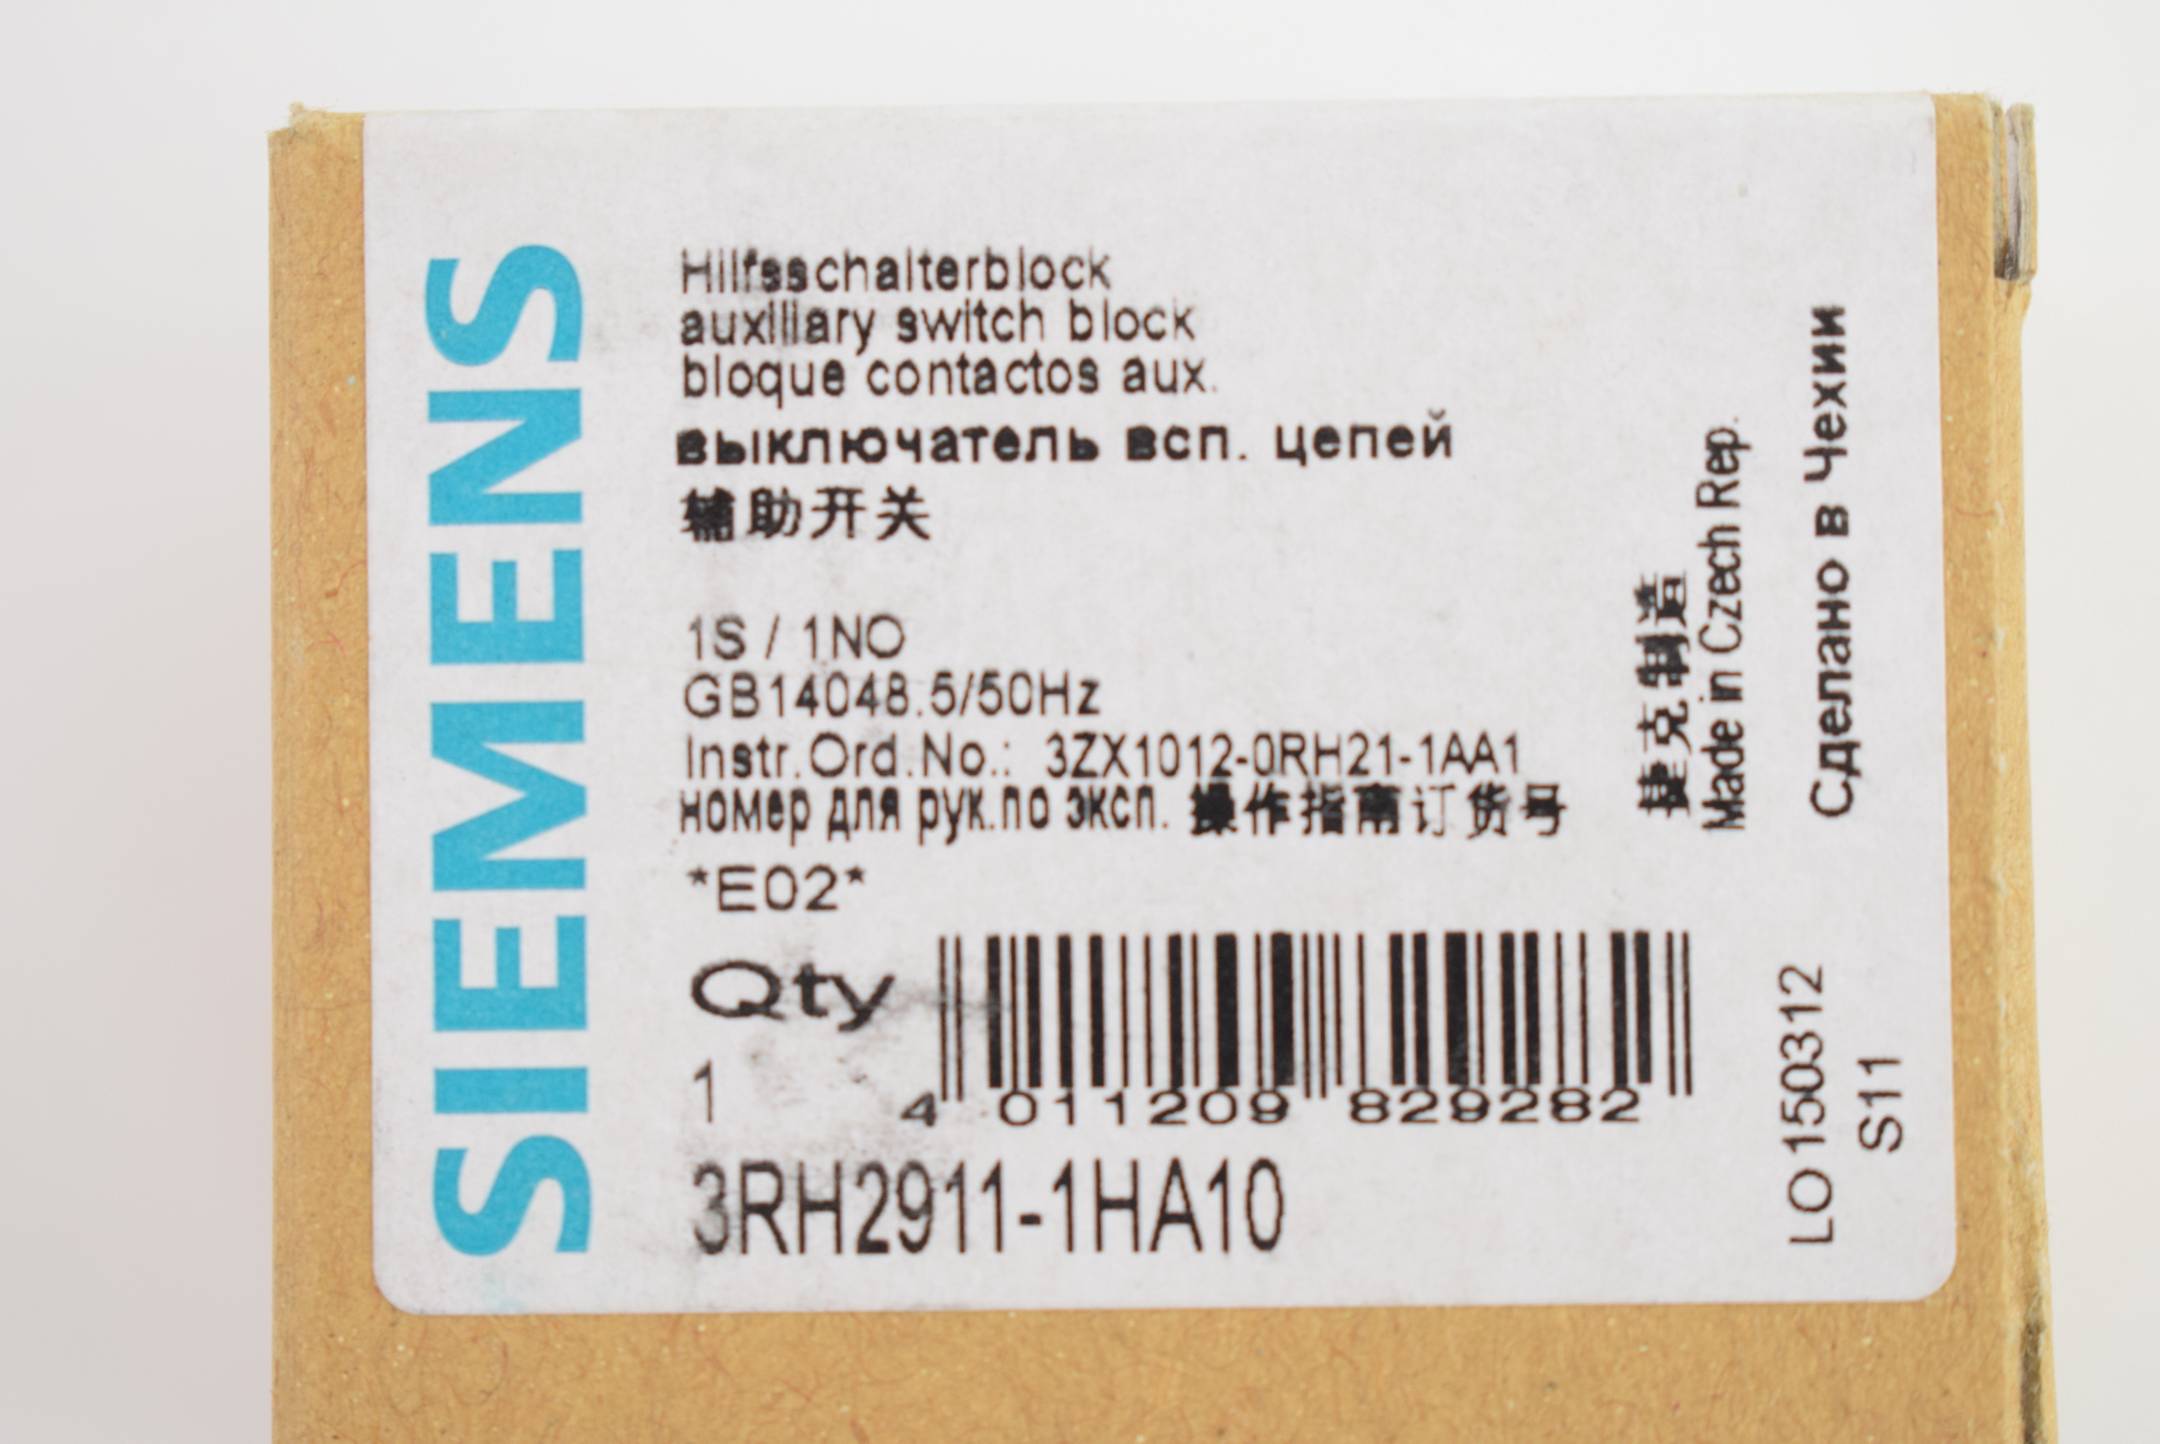 SIEMENS
Hilfsschalterblock
auxiliary switch block
bloque contactos aux.
выключатель всп. цепей
辅助开关
1S / 1NO
GB14048.5/50Hz
Instr.Ord.No.: 3ZX1012-0RH21-1AA1
номер для рук.по эксп. 操作指南订货号
*E02*
Qty
1
4 011209 829282
3RH2911-1HA10
捷克制造
Made in Czech Rep.
Сделано в Чехии
LO 150312
S11